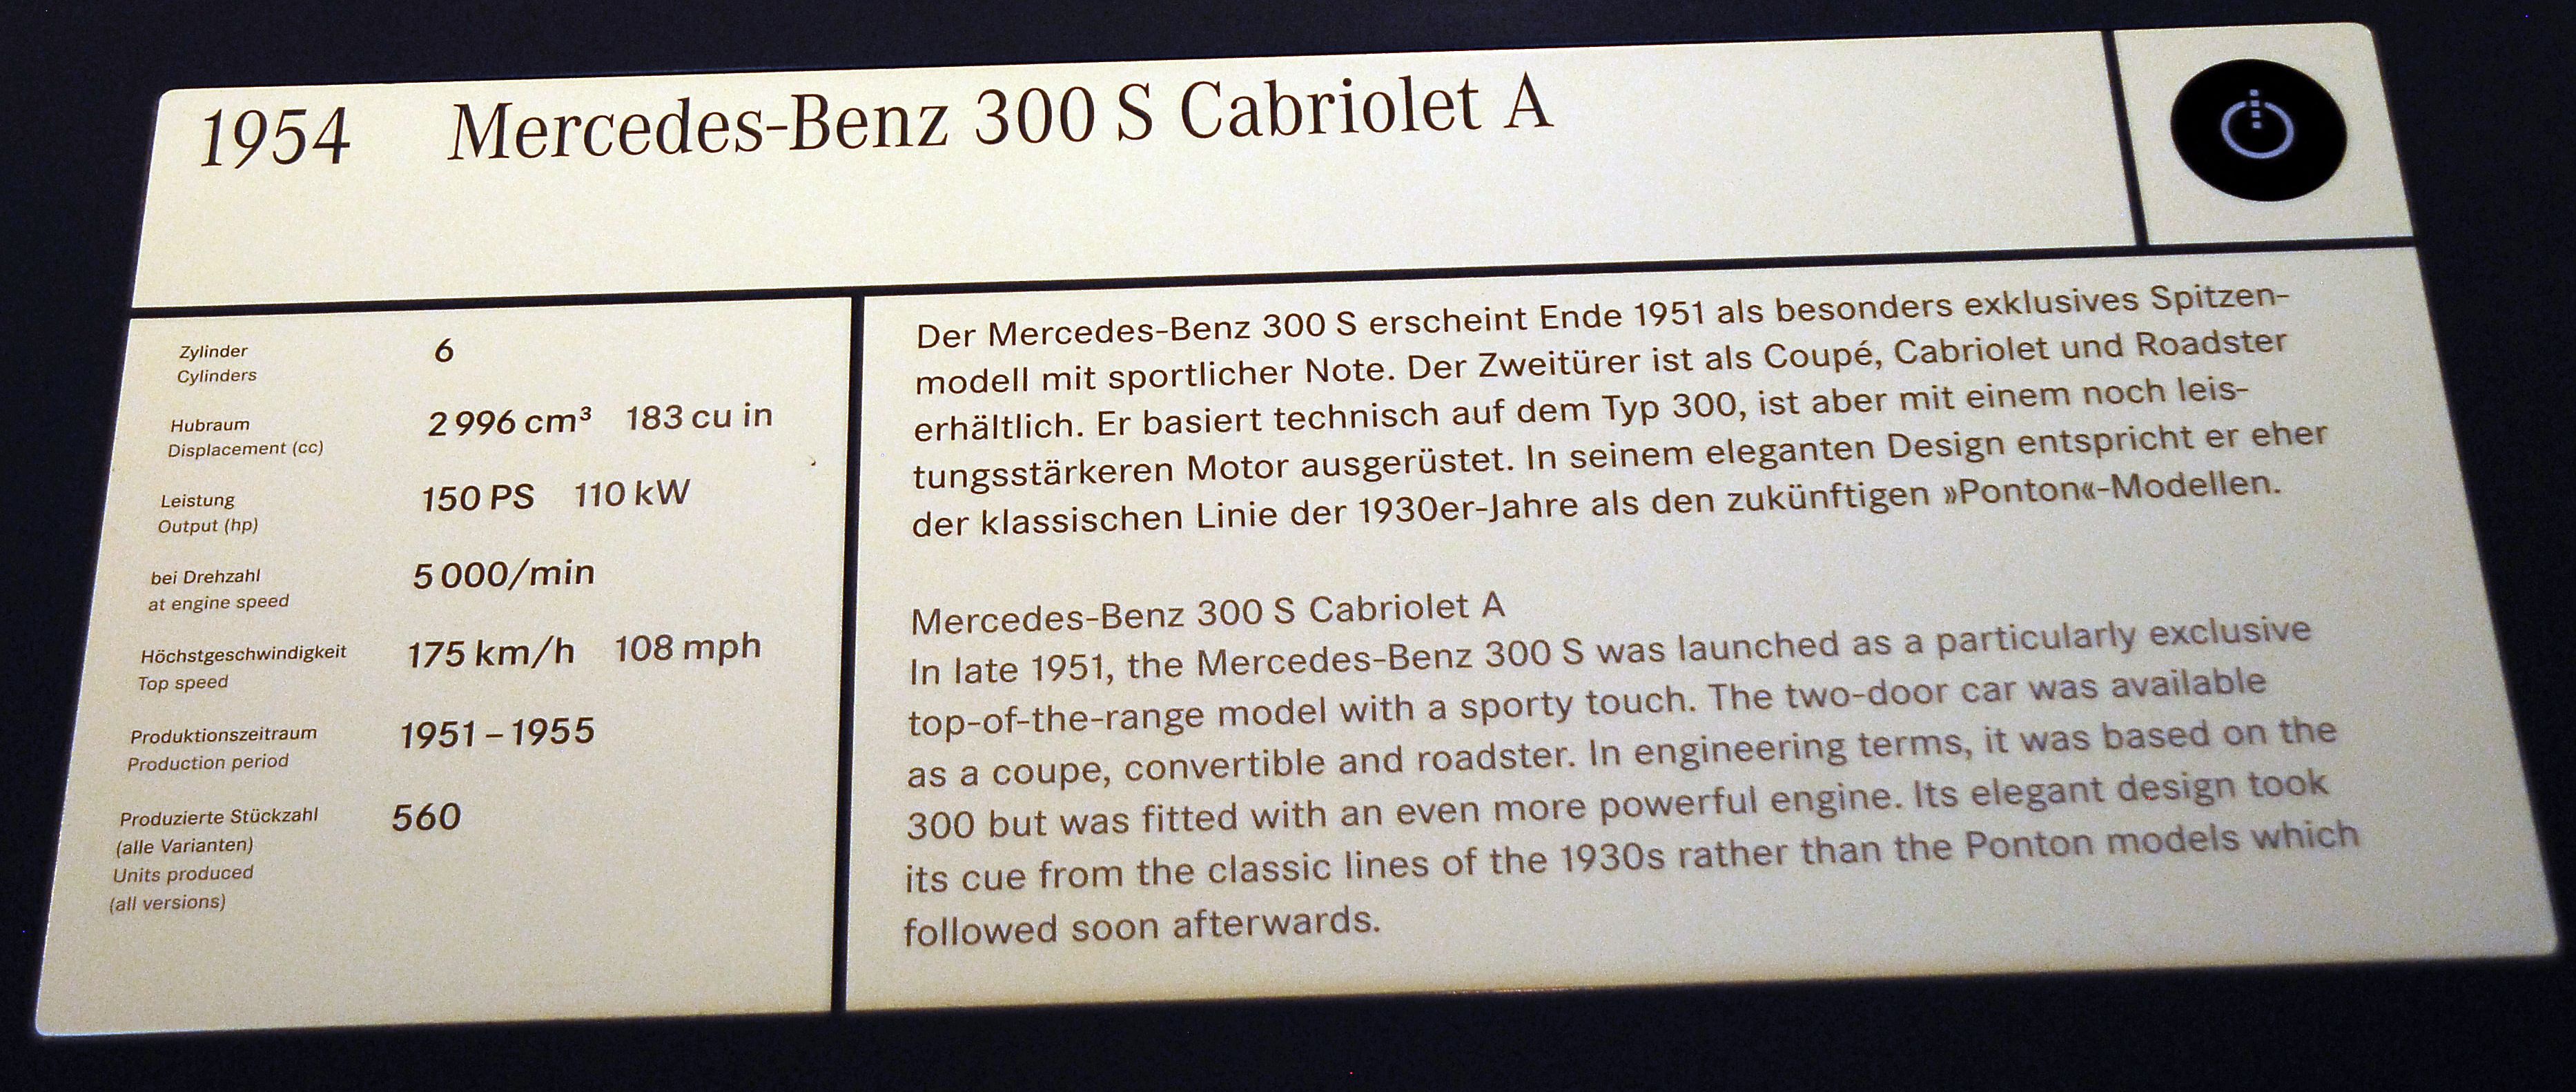 1954 Mercedes-Benz 300 S Cabriolet A
Zylinder
Cylinders
6
Hubraum
Displacement (cc)
2 996 cm³ 183 cu in
Leistung
Output (hp)
150 PS 110 kW
bei Drehzahl
at engine speed
5 000/min
Höchstgeschwindigkeit
Top speed
175 km/h 108 mph
Produktionszeitraum
Production period
1951 – 1955
Produzierte Stückzahl
(alle Varianten)
Units produced
(all versions)
560
Der Mercedes-Benz 300 S erscheint Ende 1951 als besonders exklusives Spitzen-
modell mit sportlicher Note. Der Zweitürer ist als Coupé, Cabriolet und Roadster
erhältlich. Er basiert technisch auf dem Typ 300, ist aber mit einem noch leis-
tungsstärkeren Motor ausgerüstet. In seinem eleganten Design entspricht er eher
der klassischen Linie der 1930er-Jahre als den zukünftigen »Ponton«-Modellen.
Mercedes-Benz 300 S Cabriolet A
In late 1951, the Mercedes-Benz 300 S was launched as a particularly exclusive
top-of-the-range model with a sporty touch. The two-door car was available
as a coupe, convertible and roadster. In engineering terms, it was based on the
300 but was fitted with an even more powerful engine. Its elegant design took
its cue from the classic lines of the 1930s rather than the Ponton models which
followed soon afterwards.